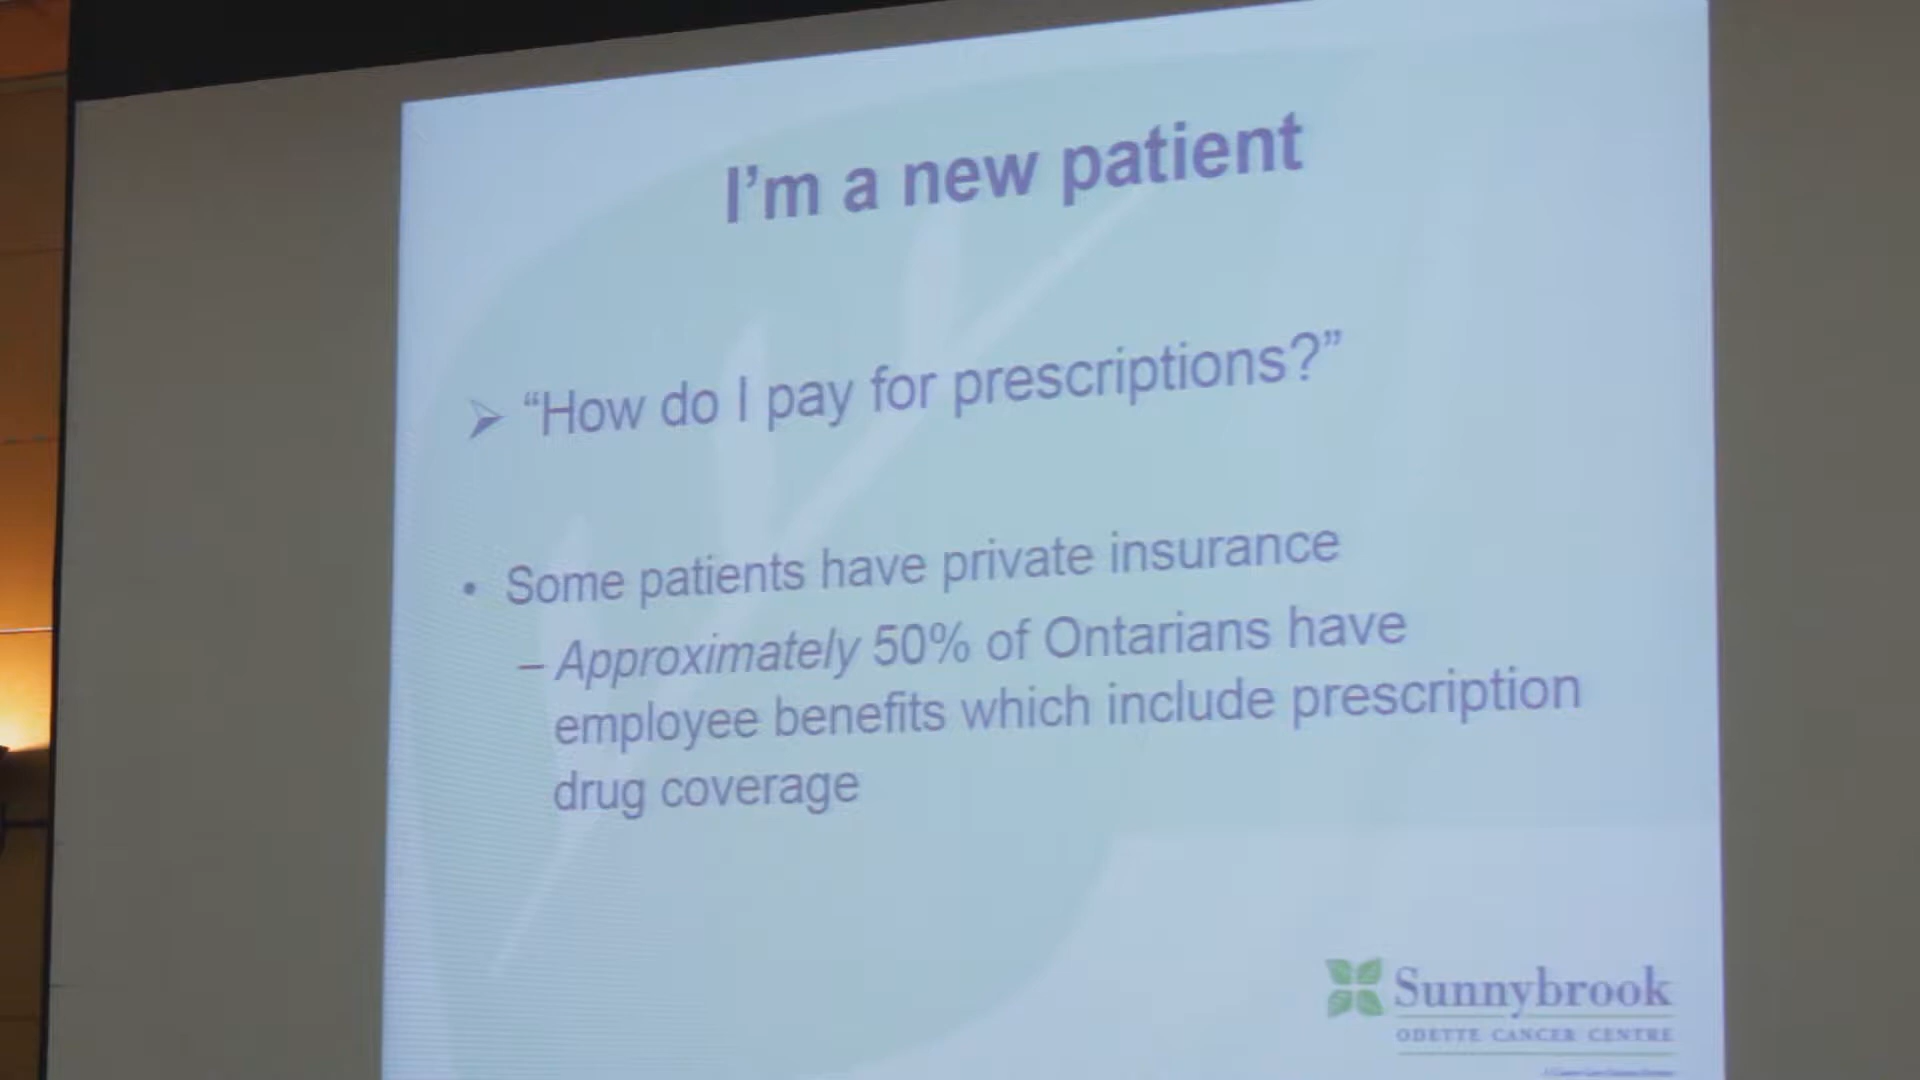 I'm a new patient
➢ “How do I pay for prescriptions?”
• Some patients have private insurance
– Approximately 50% of Ontarians have
employee benefits which include prescription
drug coverage
Sunnybrook
ODETTE CANCER CENTRE